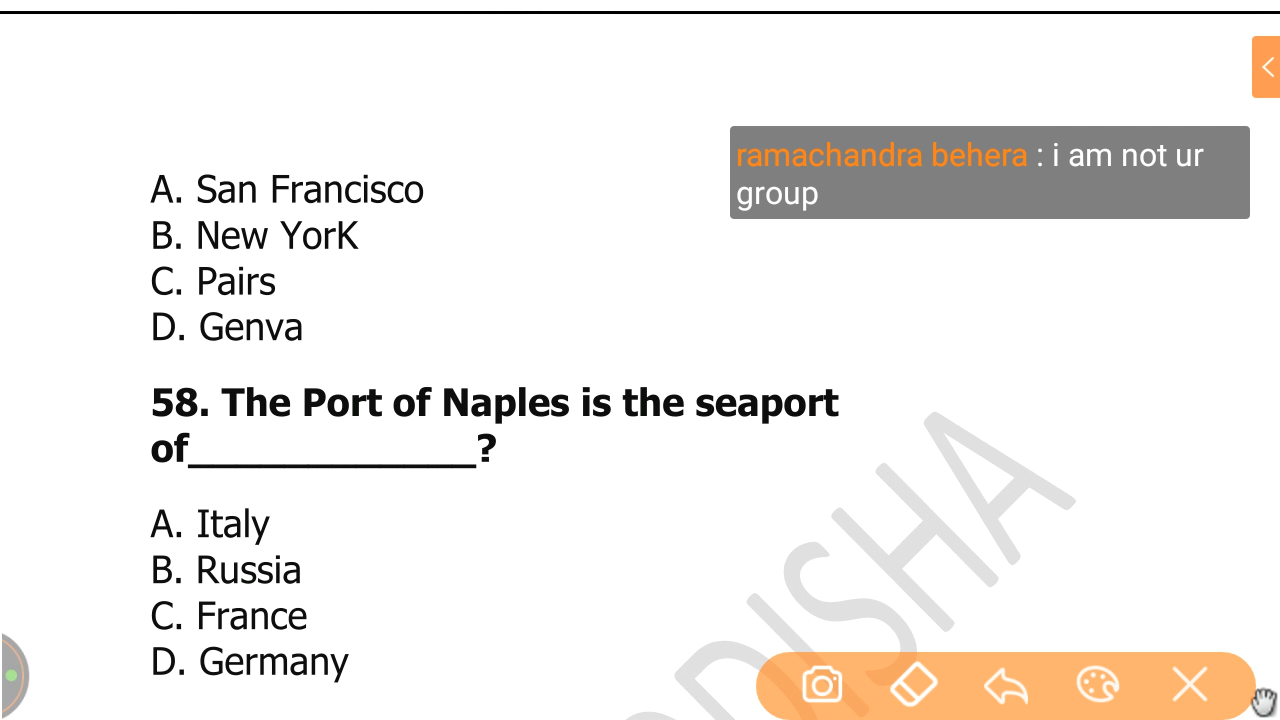 ramachandra behera : i am not ur
group
A. San Francisco
B. New YorK
C. Pairs
D. Genva
58. The Port of Naples is the seaport
of______________?
A. Italy
B. Russia
C. France
D. Germany
DISHA